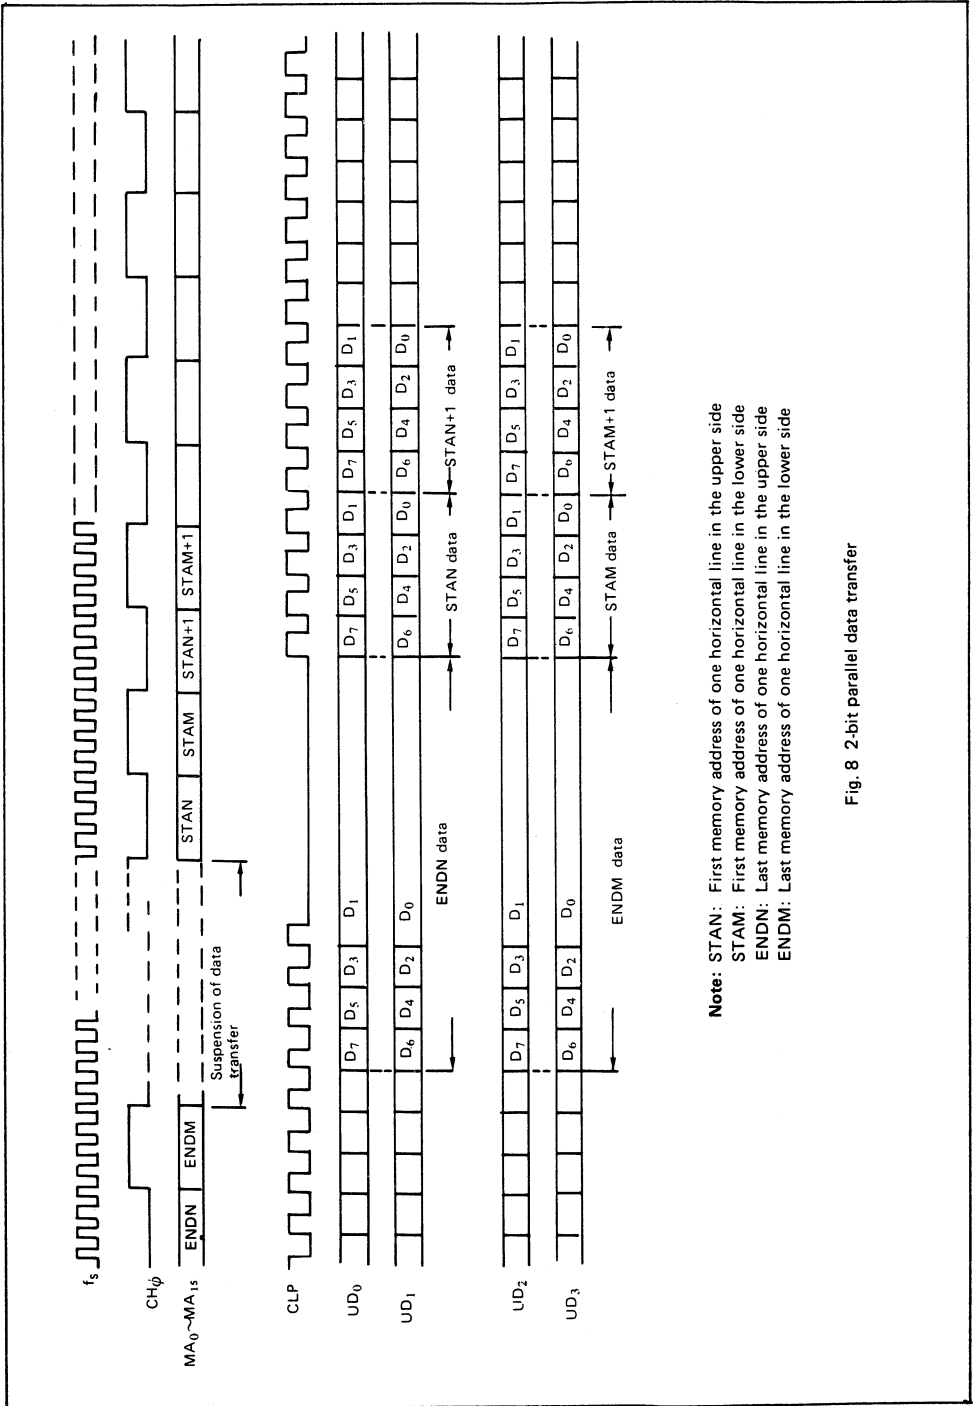 fs
CHφ
MA0~MA15 ENDN ENDM STAN STAM STAN+1 STAM+1
Suspension of data
transfer
CLP
UD0 D7 D5 D3 D1 D7 D5 D3 D1 D7 D5 D3 D1
UD1 D6 D4 D2 D0 D6 D4 D2 D0 D6 D4 D2 D0
ENDN data STAN data STAN+1 data
UD2 D7 D5 D3 D1 D7 D5 D3 D1 D7 D5 D3 D1
UD3 D6 D4 D2 D0 D6 D4 D2 D0 D6 D4 D2 D0
ENDM data STAM data STAM+1 data
Note: STAN: First memory address of one horizontal line in the upper side
STAM: First memory address of one horizontal line in the lower side
ENDN: Last memory address of one horizontal line in the upper side
ENDM: Last memory address of one horizontal line in the lower side
Fig. 8 2-bit parallel data transfer